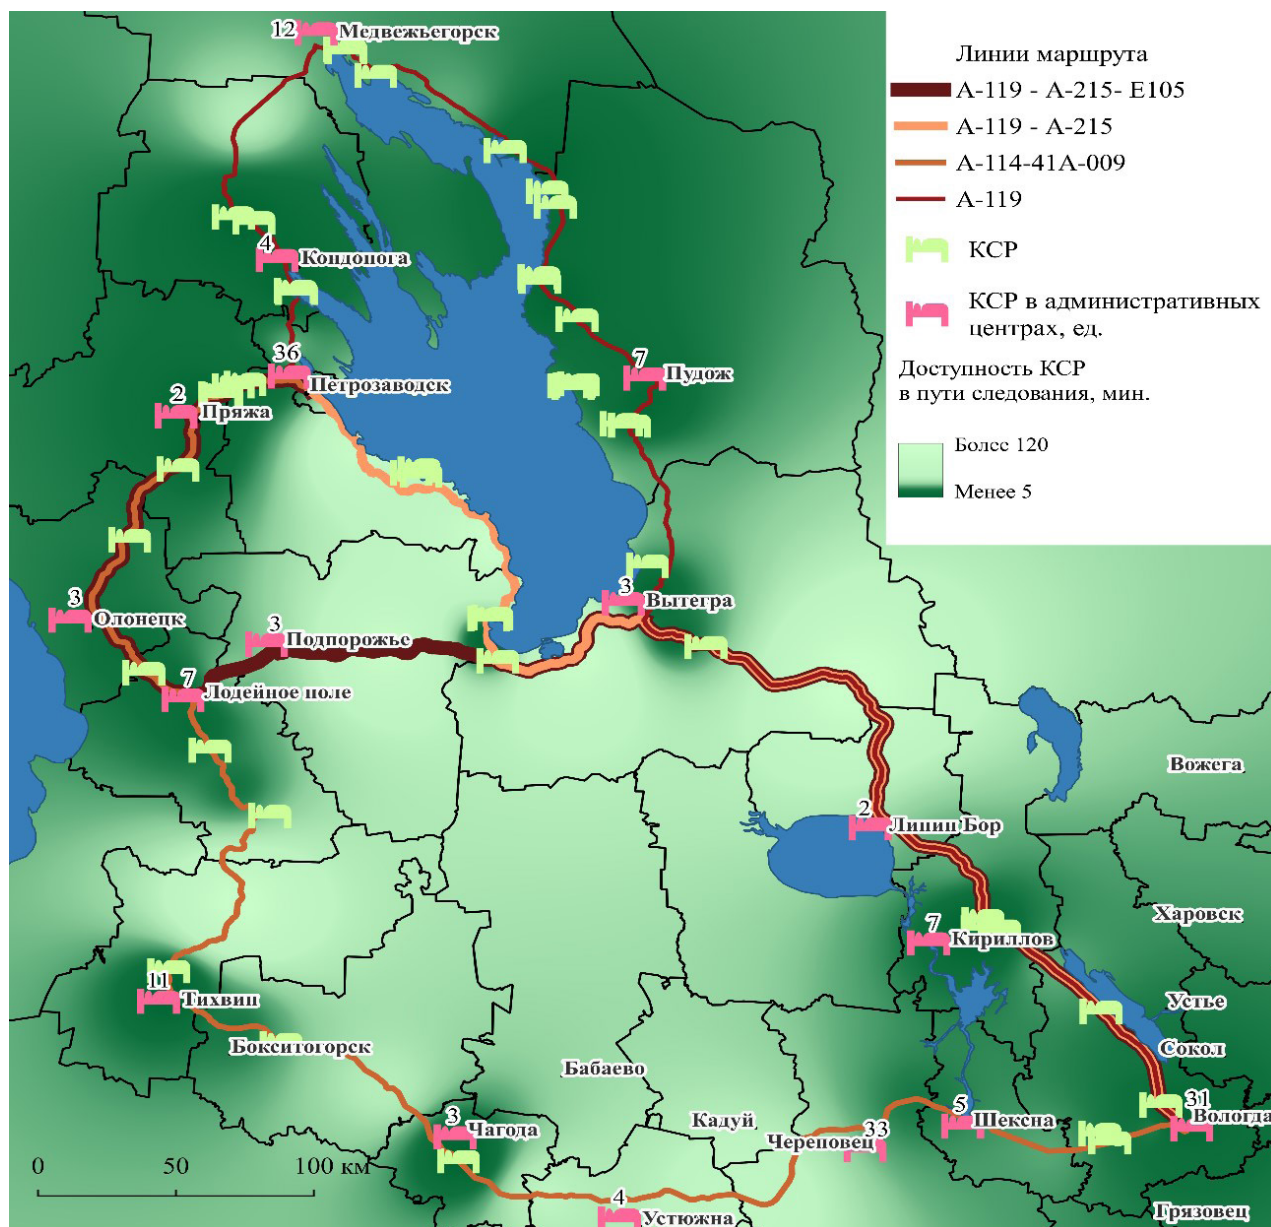 12 Медвежьегорск
Линии маршрута
А-119 - А-215- Е105
А-119 - А-215
А-114-41А-009
А-119
КСР
КСР в административных
центрах, ед.
Доступность КСР
в пути следования, мин.
Более 120
Менее 5
4
Кондопога
36
Петрозаводск
7
Пудож
2
Пряжа
3
Олонецк
3
Подпорожье
3
Вытегра
7
Лодейное поле
Вожега
2
Липин Бор
Харовск
7
Кириллов
11
Тихвин
Устье
Бокситогорск
Сокол
Бабаево
3
Чагода
Кадуй
33
Череповец
5
Шексна
31
Вологда
0 50 100 км
4
Устюжна
Грязовец